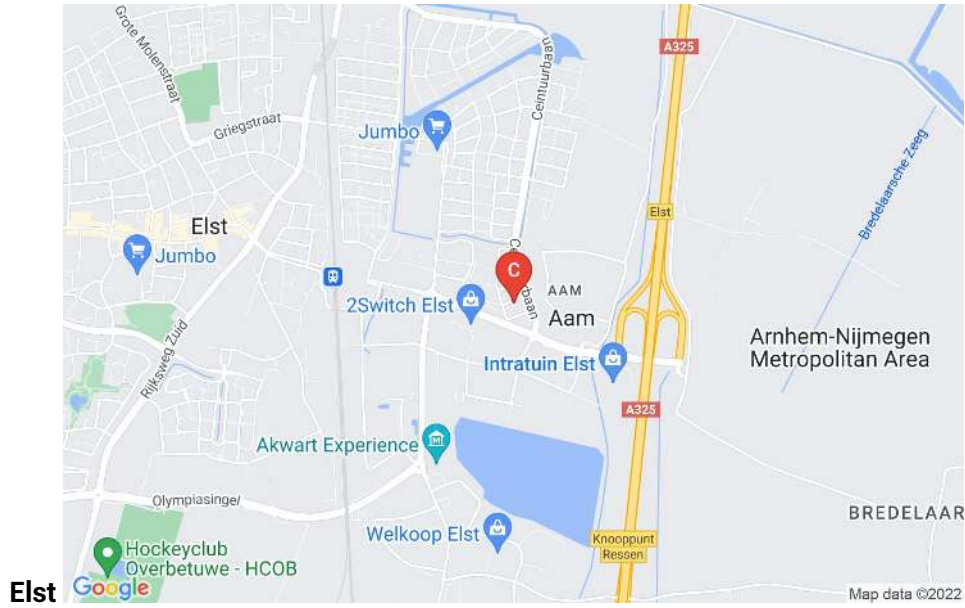 Grote Molenstraat
A325
Ceintuurbaan
Griegstraat
Jumbo
Bredelaarsche Zeeg
Elst
Elst
Jumbo
C
AAM
2Switch Elst
Aam
Arnhem-Nijmegen
Metropolitan Area
Rijksweg Zuid
Intratuin Elst
A325
Akwart Experience
Olympiasingel
BREDELAAR
Welkoop Elst
Knooppunt
Ressen
Hockeyclub
Overbetuwe - HCOB
Elst
Google
Map data ©2022